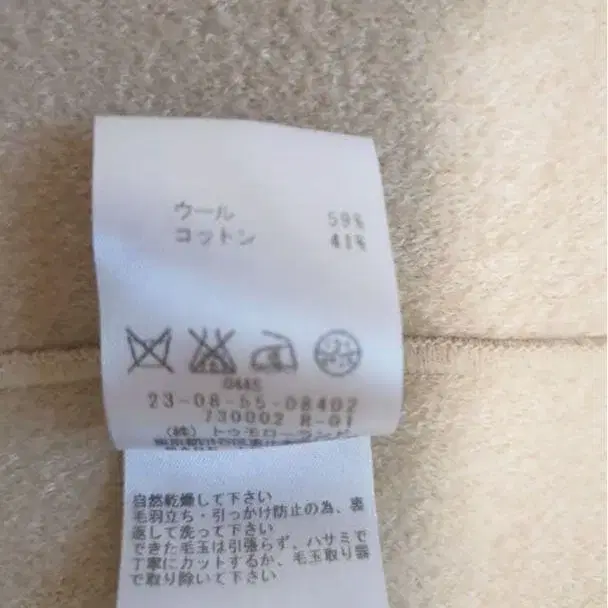 ウール 59%
コットン 41%
23-08-55-08402
730002 R-01
(株) トゥモローランド
自然乾燥して下さい
毛羽立ち・引っかけ防止の為、裏
返して洗って下さい
できた毛玉は引張らず、ハサミで
丁寧にカットするか、毛玉取り器
で取り除いて下さい